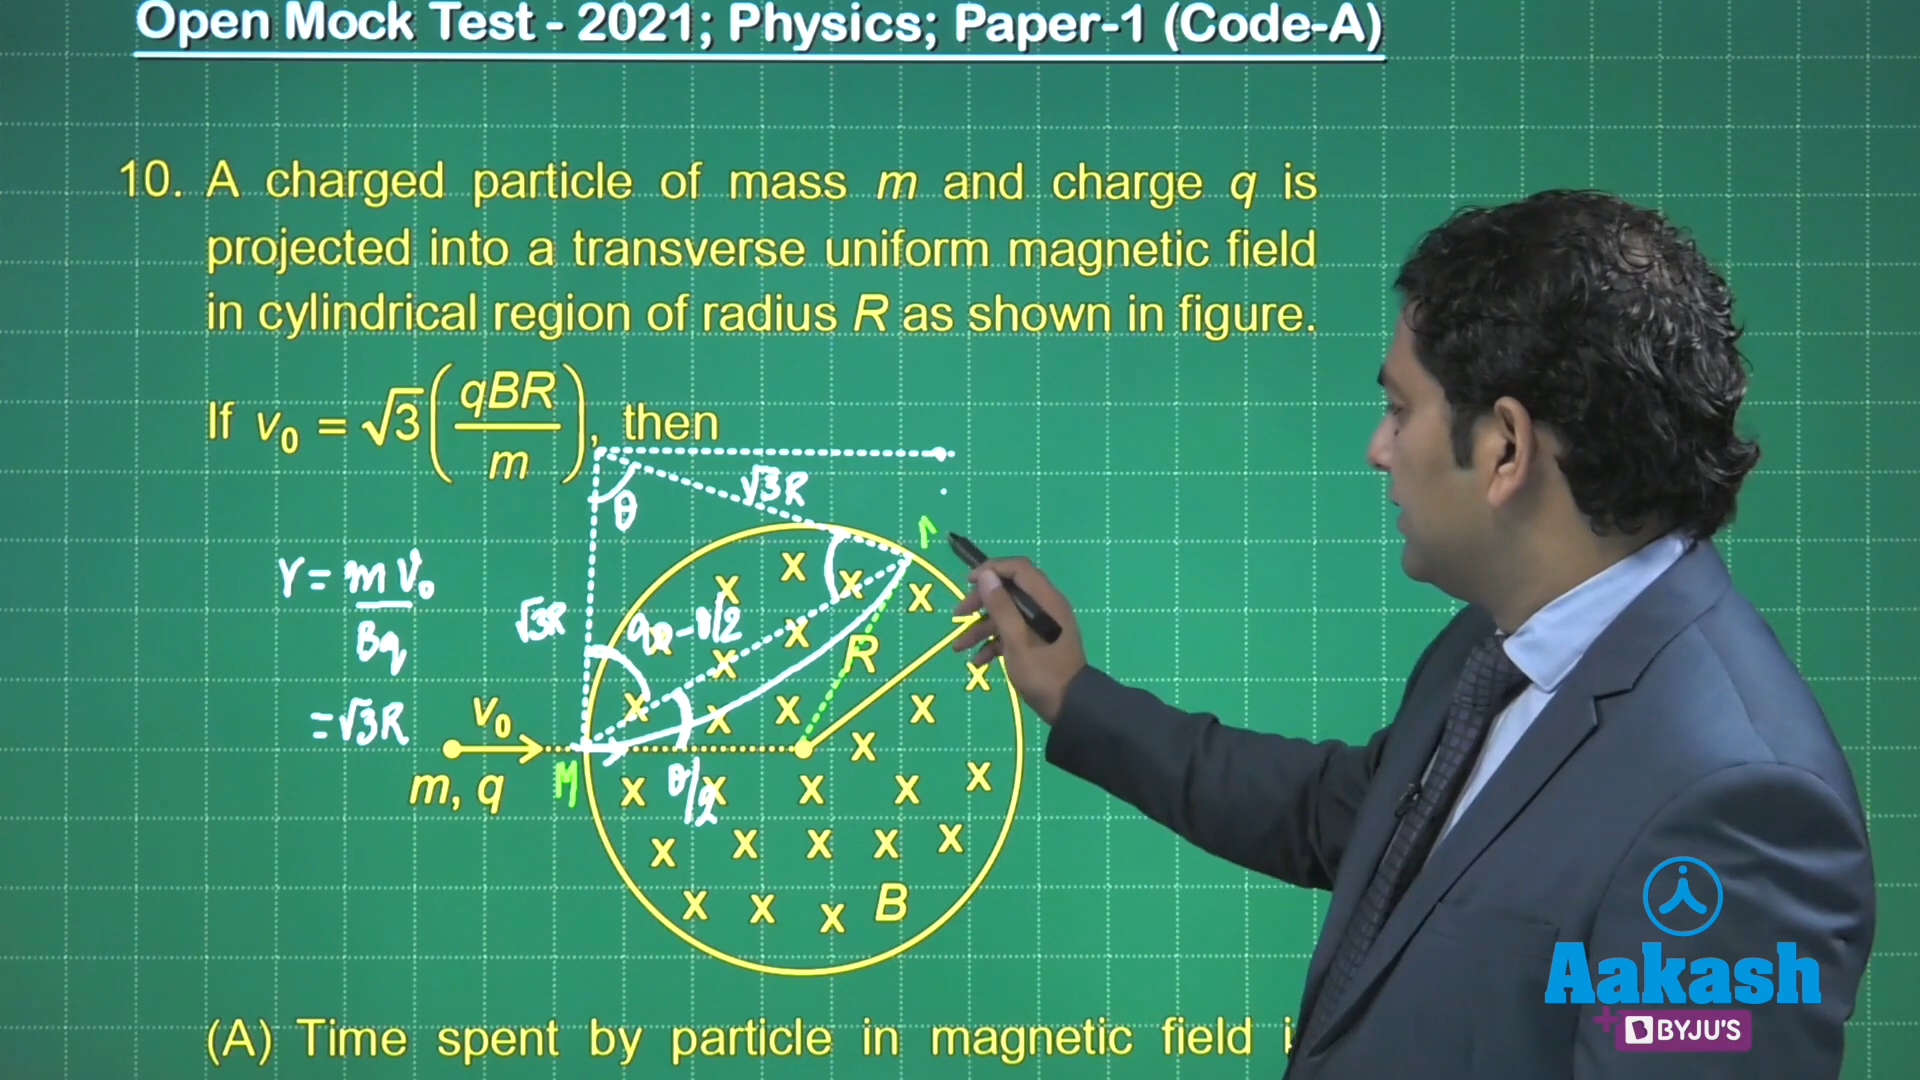 Open Mock Test - 2021; Physics; Paper-1 (Code-A)
10. A charged particle of mass m and charge q is
projected into a transverse uniform magnetic field
in cylindrical region of radius R as shown in figure.
If v₀ = √3(qBR/m), then
√3R
θ
r = mV₀/Bq
√3R
90-θ/2
= √3R
R
v₀
m, q
M
θ/2
x x x x x x x x x x x x x x x x x x x x x x x x x x x
B
(A) Time spent by particle in magnetic field
Aakash
+ BYJU'S